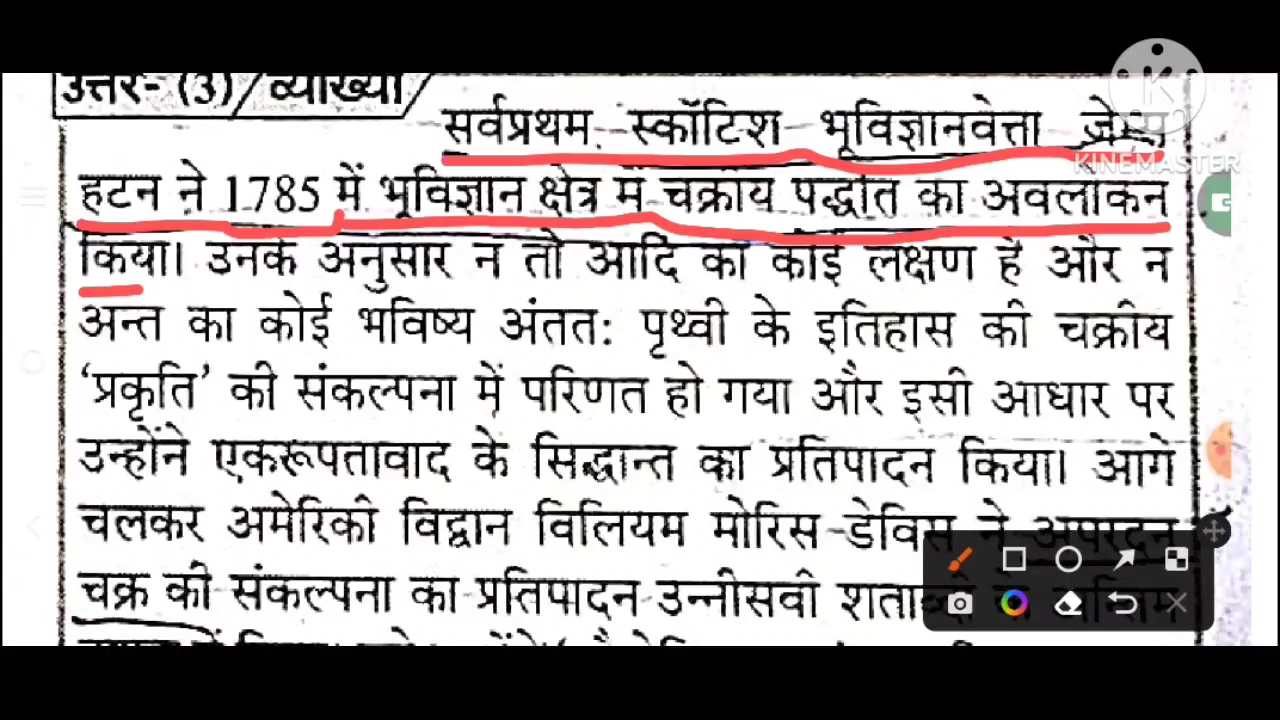 उत्तर- (3)/व्याख्या
सर्वप्रथम स्कॉटिश भूविज्ञानवेत्ता जेम्स
KINEMASTER
हटन ने 1785 में भूविज्ञान क्षेत्र में चक्रीय पद्धति का अवलोकन
किया। उनके अनुसार न तो आदि का कोई लक्षण है और न
अन्त का कोई भविष्य अंततः पृथ्वी के इतिहास की चक्रीय
‘प्रकृति’ की संकल्पना में परिणत हो गया और इसी आधार पर
उन्होंने एकरूपतावाद के सिद्धान्त का प्रतिपादन किया। आगे
चलकर अमेरिकी विद्वान विलियम मोरिस डेविस ने अपरदन
चक्र की संकल्पना का प्रतिपादन उन्नीसवी